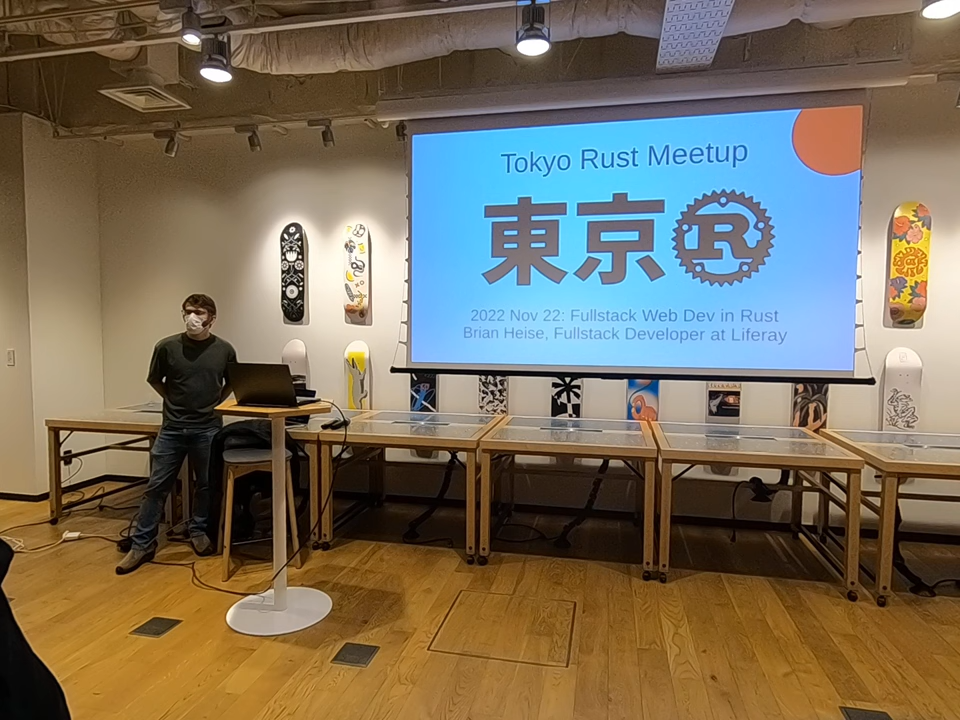 Tokyo Rust Meetup
東京R
2022 Nov 22: Fullstack Web Dev in Rust
Brian Heise, Fullstack Developer at Liferay